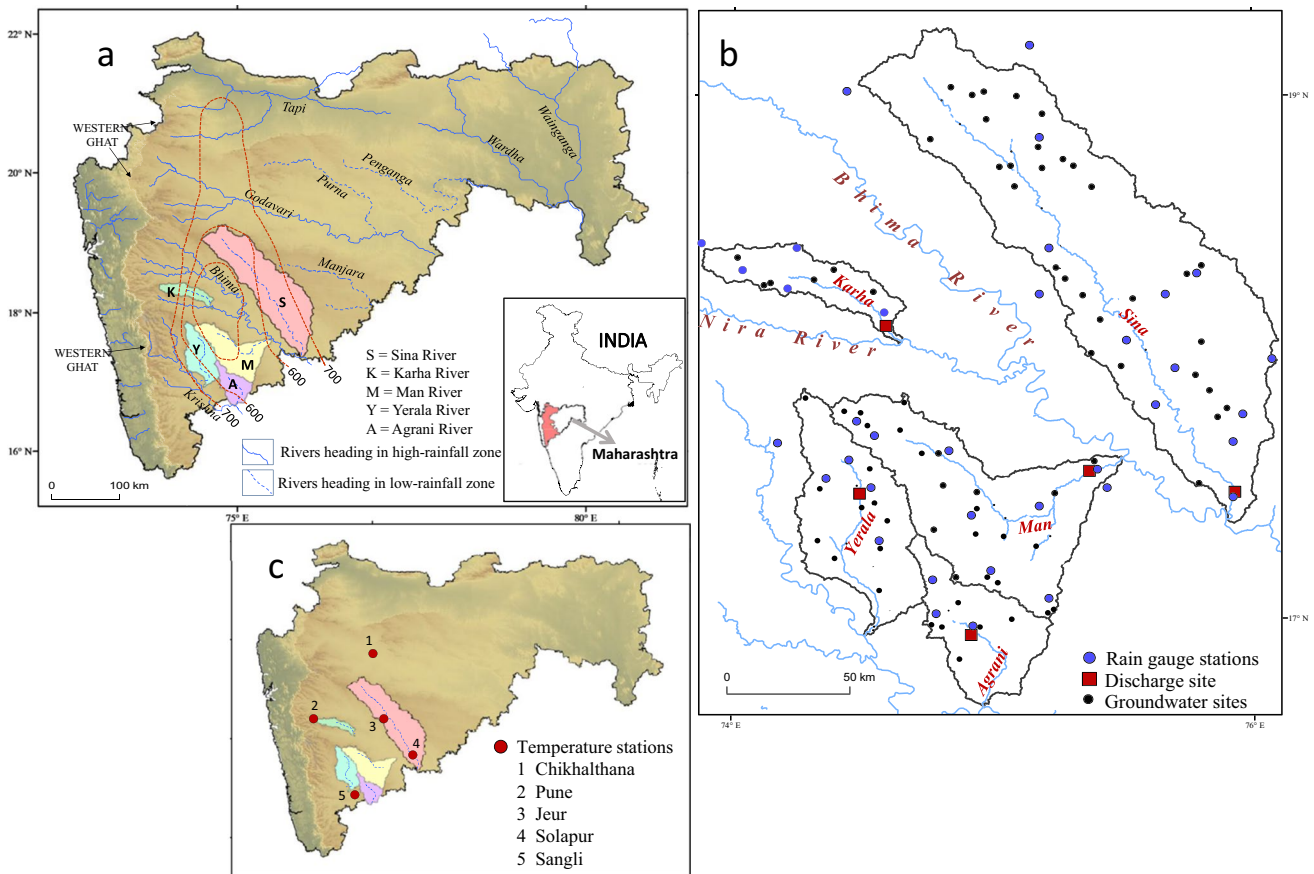 a
22° N
20° N
18° N
16° N
75° E
80° E
WESTERN
GHAT
WESTERN
GHAT
Tapi
Wainganga
Wardha
Penganga
Purna
Godavari
Manjara
Bhima
Krishna
K
S
Y
M
A
600
700
700
600
S = Sina River
K = Karha River
M = Man River
Y = Yerala River
A = Agrani River
Rivers heading in high-rainfall zone
Rivers heading in low-rainfall zone
0 100 km
INDIA
Maharashtra
b
19° N
17° N
74° E
76° E
Bhima River
Nira River
Karha
Sina
Man
Yerala
Agrani
0 50 km
Rain gauge stations
Discharge site
Groundwater sites
c
1
2
3
4
5
Temperature stations
1 Chikhalthana
2 Pune
3 Jeur
4 Solapur
5 Sangli